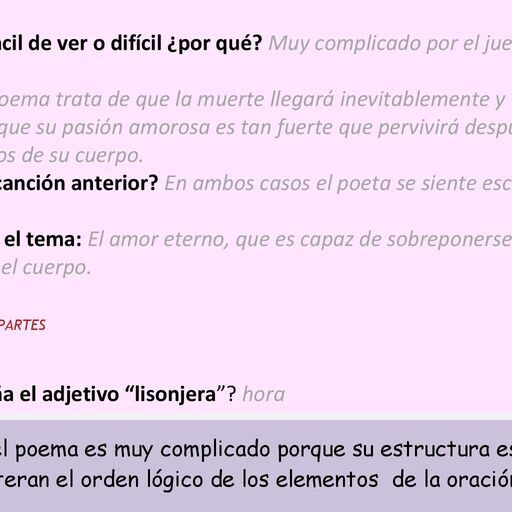 ácil de ver o difícil ¿por qué? Muy complicado por el jue
oema trata de que la muerte llegará inevitablemente y
que su pasión amorosa es tan fuerte que pervivirá despu
os de su cuerpo.
canción anterior? En ambos casos el poeta se siente esc
el tema: El amor eterno, que es capaz de sobreponerse
el cuerpo.
PARTES
ña el adjetivo “lisonjera”? hora
el poema es muy complicado porque su estructura es
teran el orden lógico de los elementos de la oración